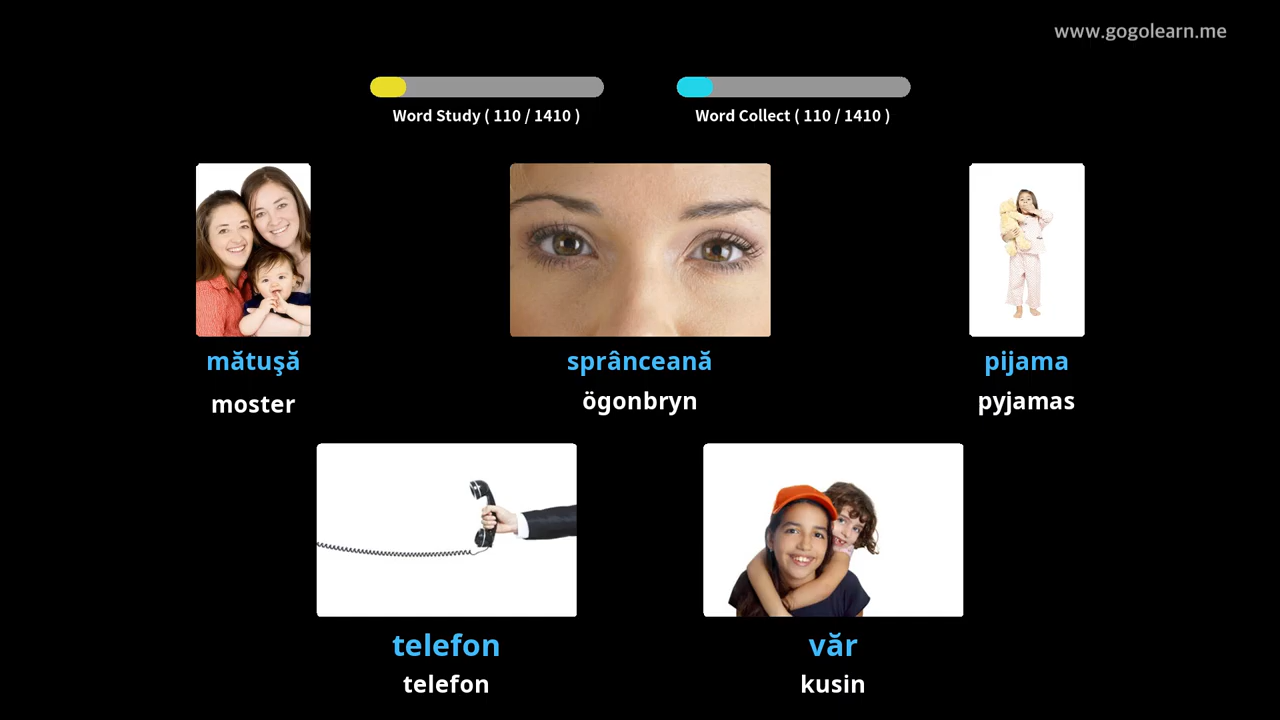 www.gogolearn.me
Word Study ( 110 / 1410 )
Word Collect ( 110 / 1410 )
mătuşă
moster
sprânceană
ögonbryn
pijama
pyjamas
telefon
telefon
văr
kusin